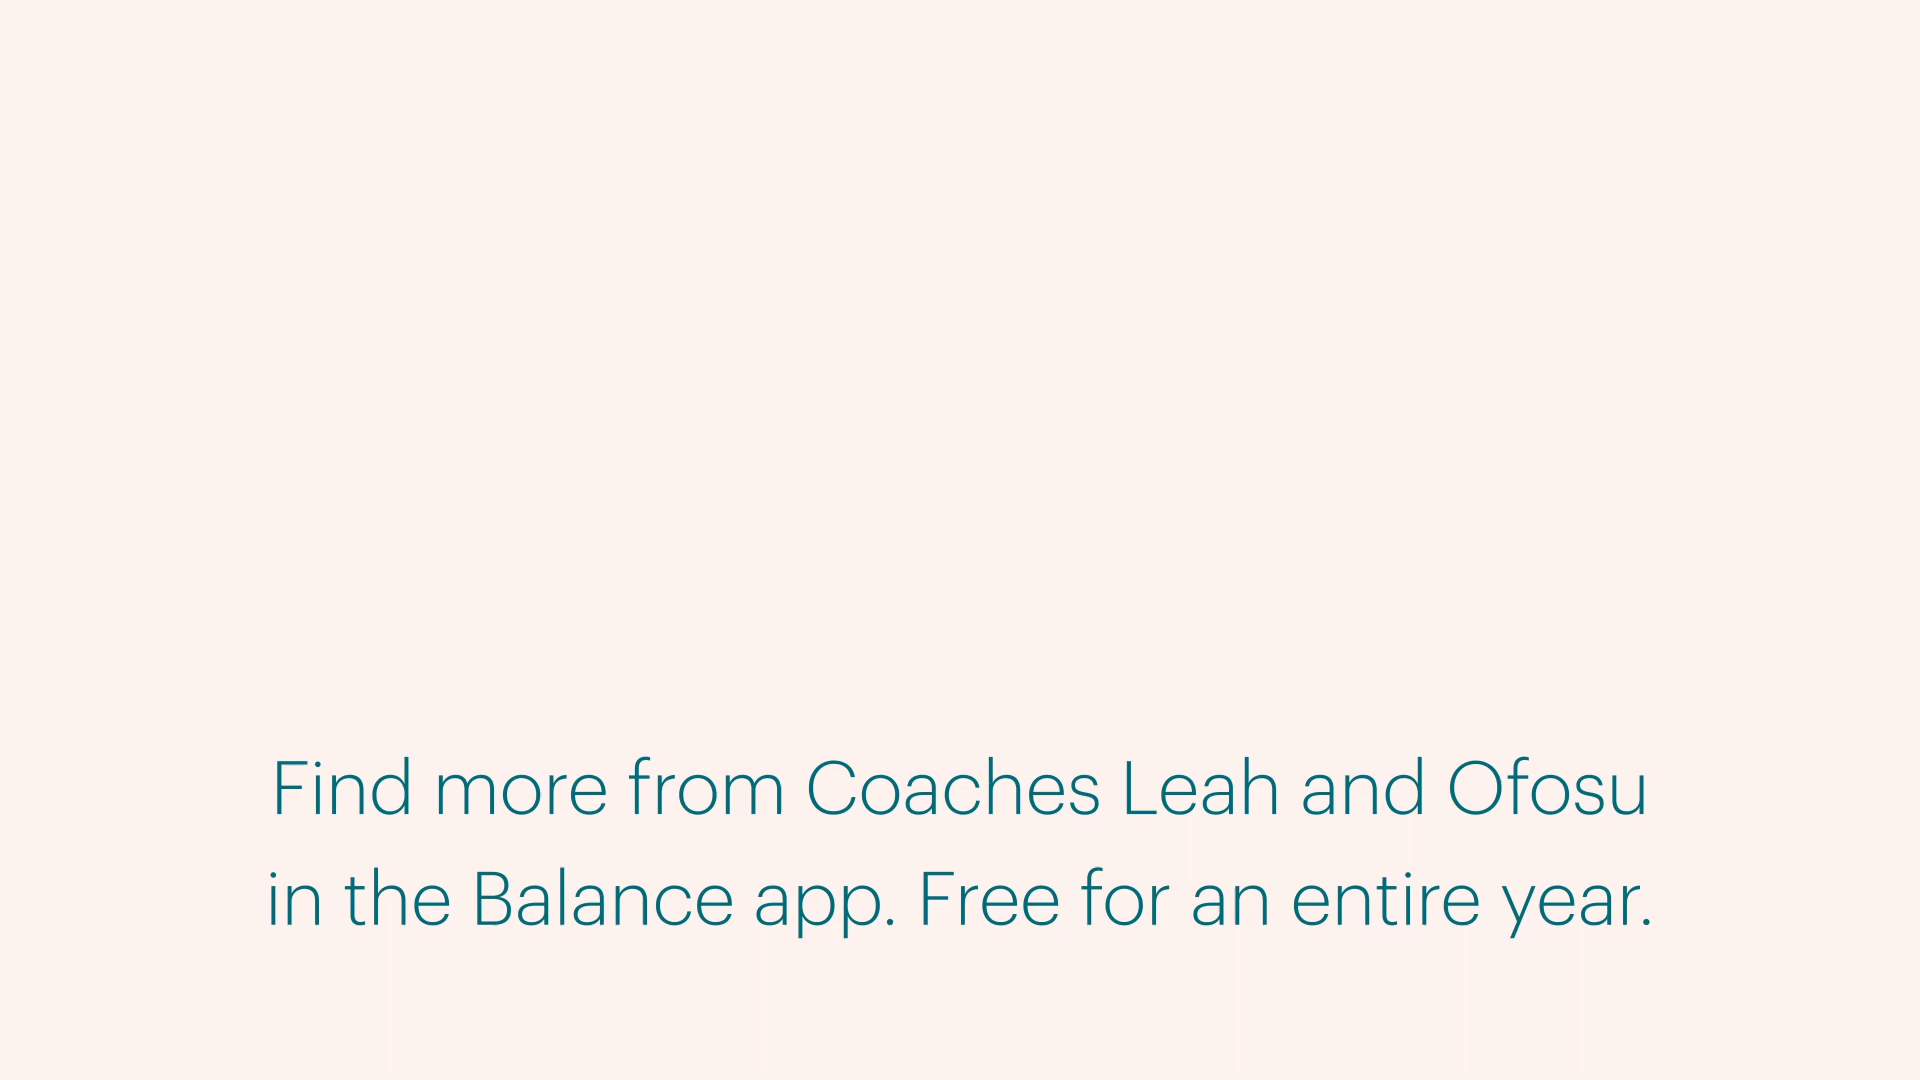 Find more from Coaches Leah and Ofosu
in the Balance app. Free for an entire year.